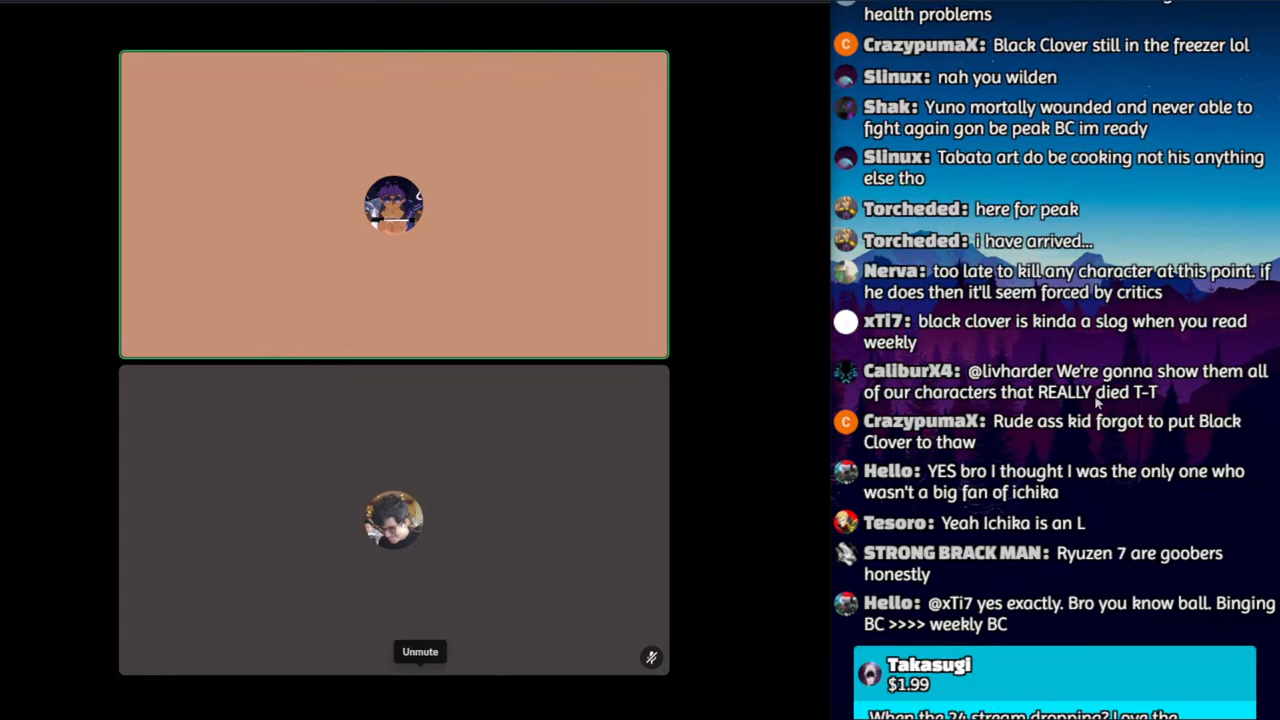 health problems
CrazypumaX: Black Clover still in the freezer lol
Slinux: nah you wilden
Shak: Yuno mortally wounded and never able to
fight again gon be peak BC im ready
Slinux: Tabata art do be cooking not his anything
else tho
Torcheded: here for peak
Torcheded: i have arrived...
Nerva: too late to kill any character at this point. if
he does then it'll seem forced by critics
xTi7: black clover is kinda a slog when you read
weekly
CaliburX4: @livharder We're gonna show them all
of our characters that REALLY died T-T
CrazypumaX: Rude ass kid forgot to put Black
Clover to thaw
Hello: YES bro I thought I was the only one who
wasn't a big fan of ichika
Tesoro: Yeah Ichika is an L
STRONG BRACK MAN: Ryuzen 7 are goobers
honestly
Hello: @xTi7 yes exactly. Bro you know ball. Binging
BC >>>> weekly BC
Unmute
Takasugi
$1.99
When the 24 stream dropping? Love the